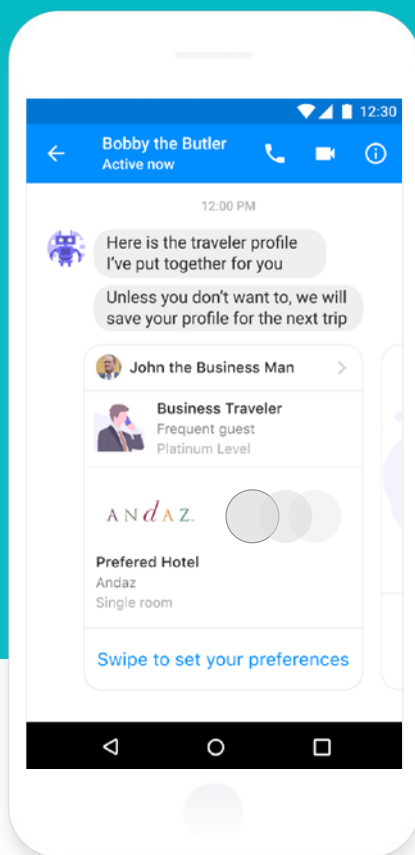 12:30
Bobby the Butler
Active now
12:00 PM
Here is the traveler profile
I've put together for you
Unless you don't want to, we will
save your profile for the next trip
John the Business Man
Business Traveler
Frequent guest
Platinum Level
ANdAZ.
Prefered Hotel
Andaz
Single room
Swipe to set your preferences